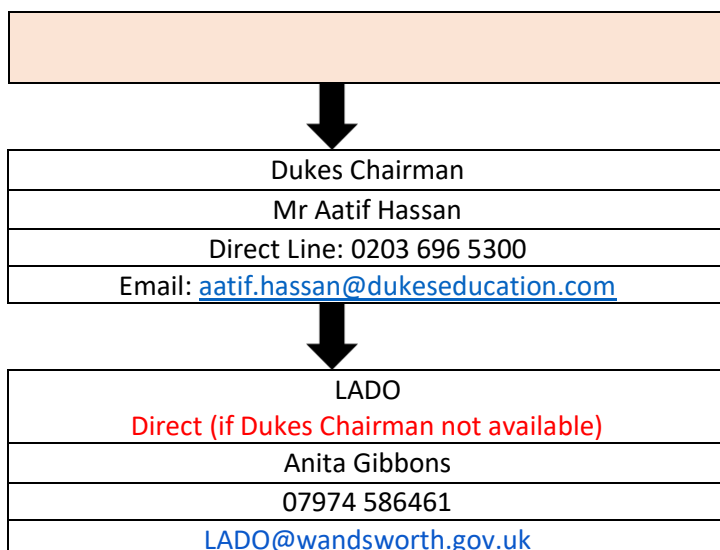 Dukes Chairman
Mr Aatif Hassan
Direct Line: 0203 696 5300
Email: aatif.hassan@dukeseducation.com
LADO
Direct (if Dukes Chairman not available)
Anita Gibbons
07974 586461
LADO@wandsworth.gov.uk